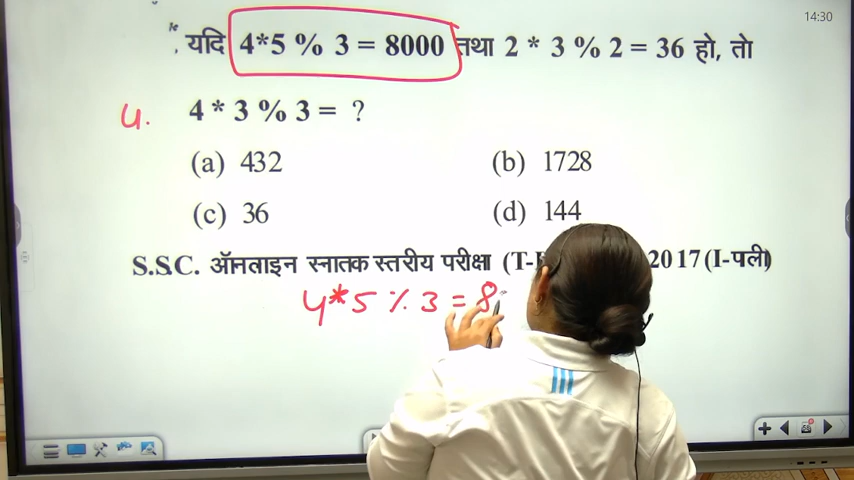 14:30
यदि 4*5 % 3 = 8000 तथा 2 * 3 % 2 = 36 हो, तो
4. 4 * 3 % 3 = ?
(a) 432 (b) 1728
(c) 36 (d) 144
S.S.C. ऑनलाइन स्नातक स्तरीय परीक्षा (T- 2017 (I-पाली)
4*5 % 3 = 8